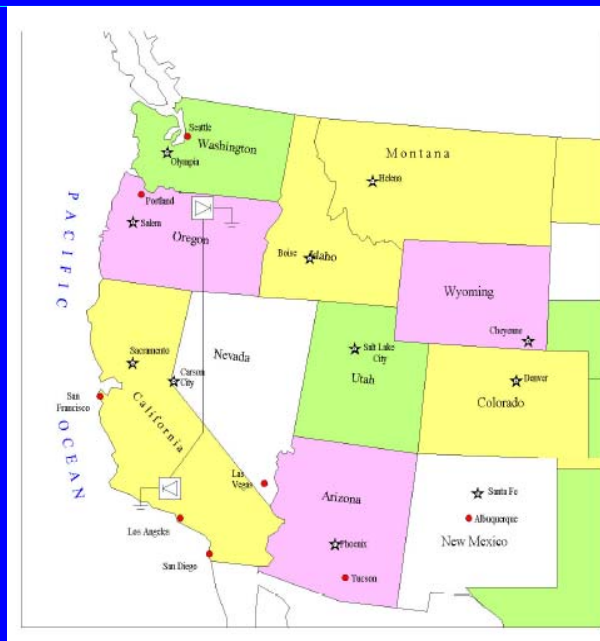 Seattle
Washington
Olympia
Montana
Helena
PACIFIC
OCEAN
Portland
Salem
Oregon
Boise
Idaho
Wyoming
Cheyenne
Sacramento
Nevada
Carson
City
Salt Lake
City
Utah
Denver
Colorado
San
Francisco
California
Las
Vegas
Arizona
Santa Fe
Albuquerque
New Mexico
Los Angeles
Phoenix
San Diego
Tucson